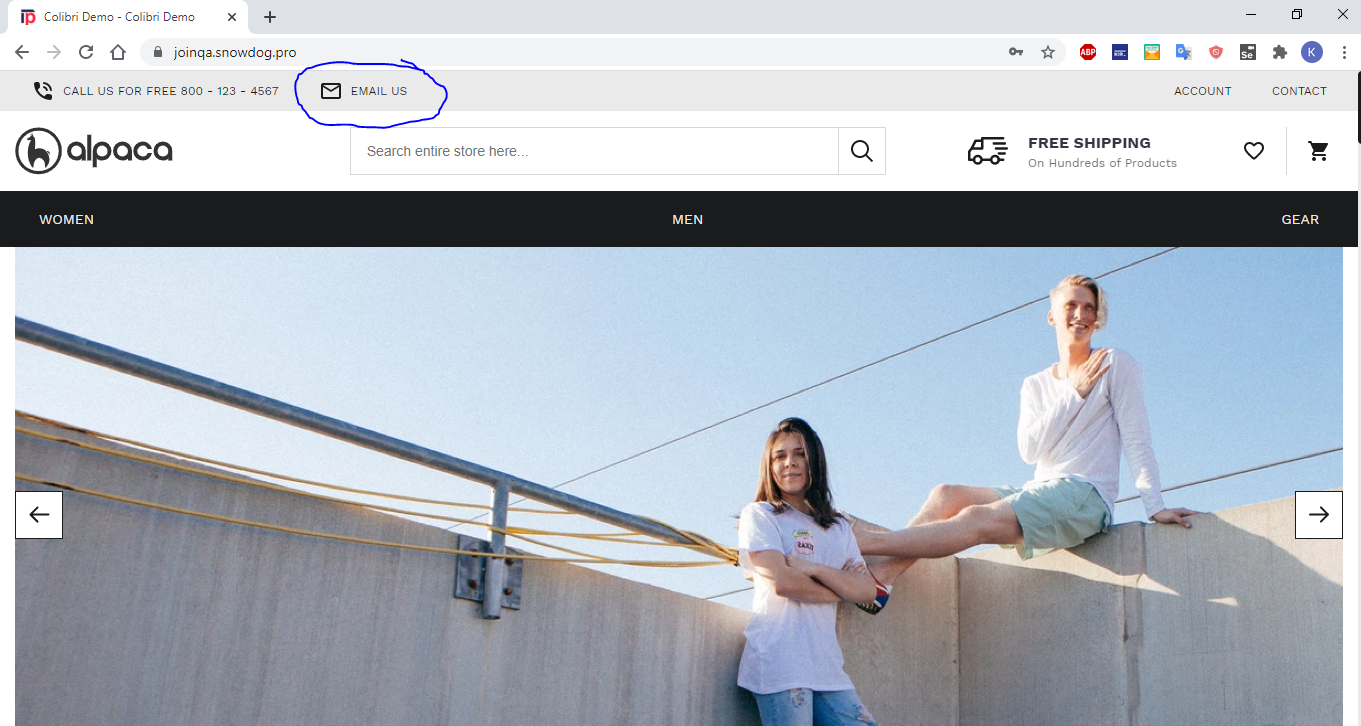 Colibri Demo - Colibri Demo
joinqa.snowdog.pro
ABP
Se
K
CALL US FOR FREE 800 - 123 - 4567
EMAIL US
ACCOUNT
CONTACT
alpaca
Search entire store here...
FREE SHIPPING
On Hundreds of Products
WOMEN
MEN
GEAR